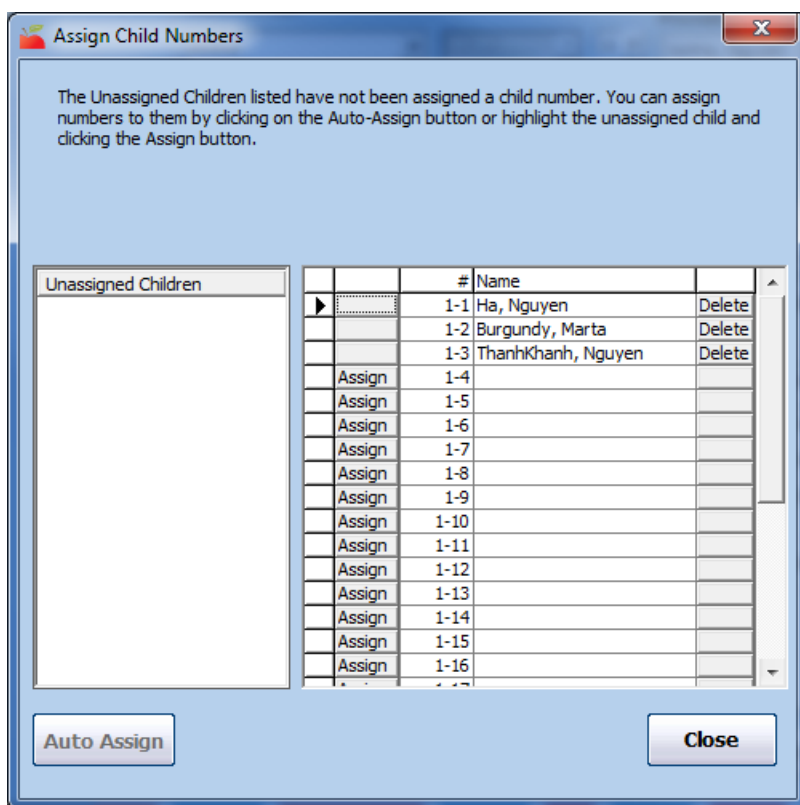 Assign Child Numbers
X
The Unassigned Children listed have not been assigned a child number. You can assign
numbers to them by clicking on the Auto-Assign button or highlight the unassigned child and
clicking the Assign button.
Unassigned Children
# Name
1-1 Ha, Nguyen Delete
1-2 Burgundy, Marta Delete
1-3 ThanhKhanh, Nguyen Delete
Assign 1-4
Assign 1-5
Assign 1-6
Assign 1-7
Assign 1-8
Assign 1-9
Assign 1-10
Assign 1-11
Assign 1-12
Assign 1-13
Assign 1-14
Assign 1-15
Assign 1-16
Auto Assign
Close